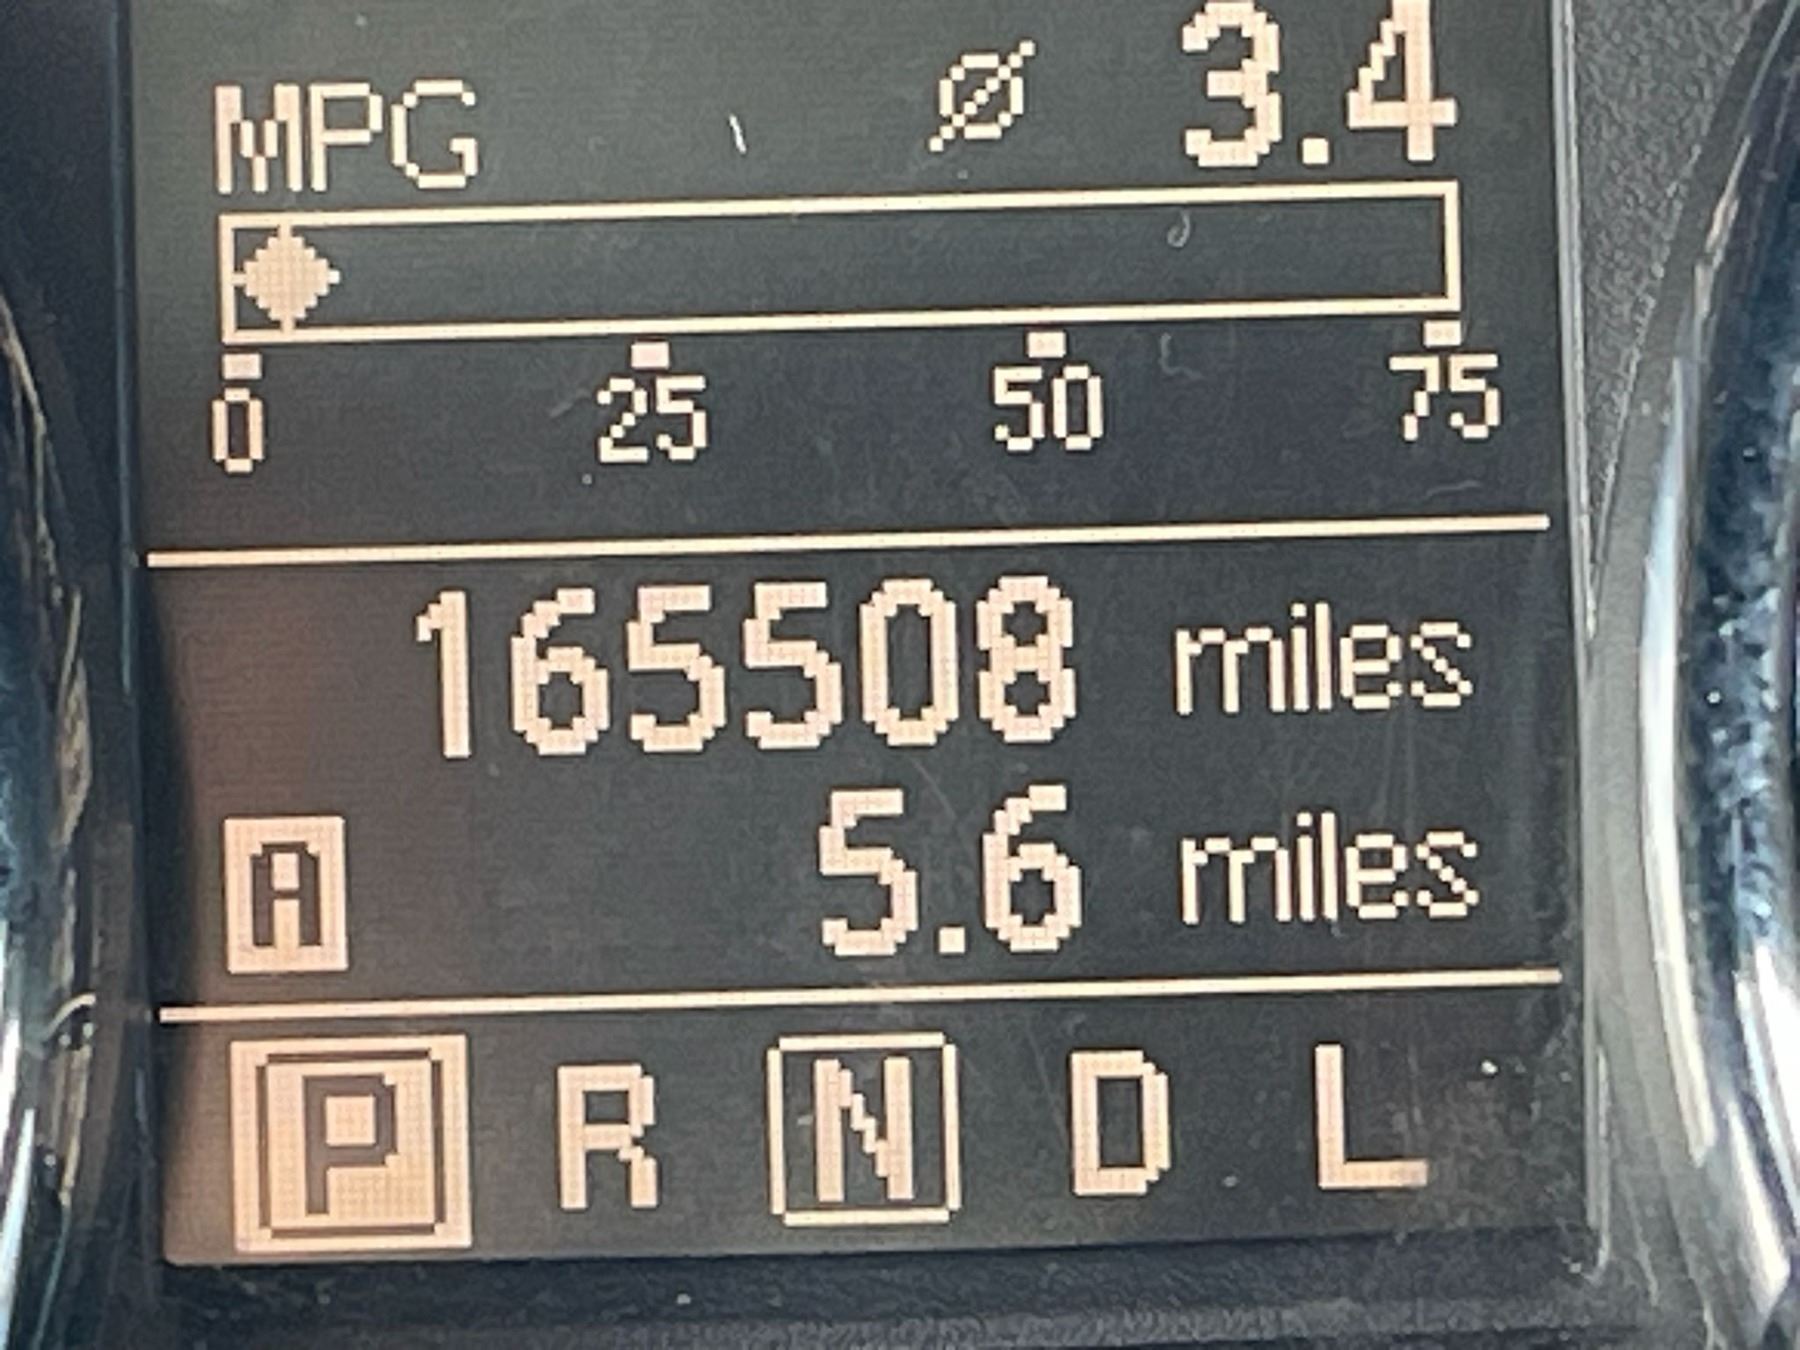 MPG Ø 3.4
0 25 50 75
165508 miles
A 5.6 miles
P R N D L